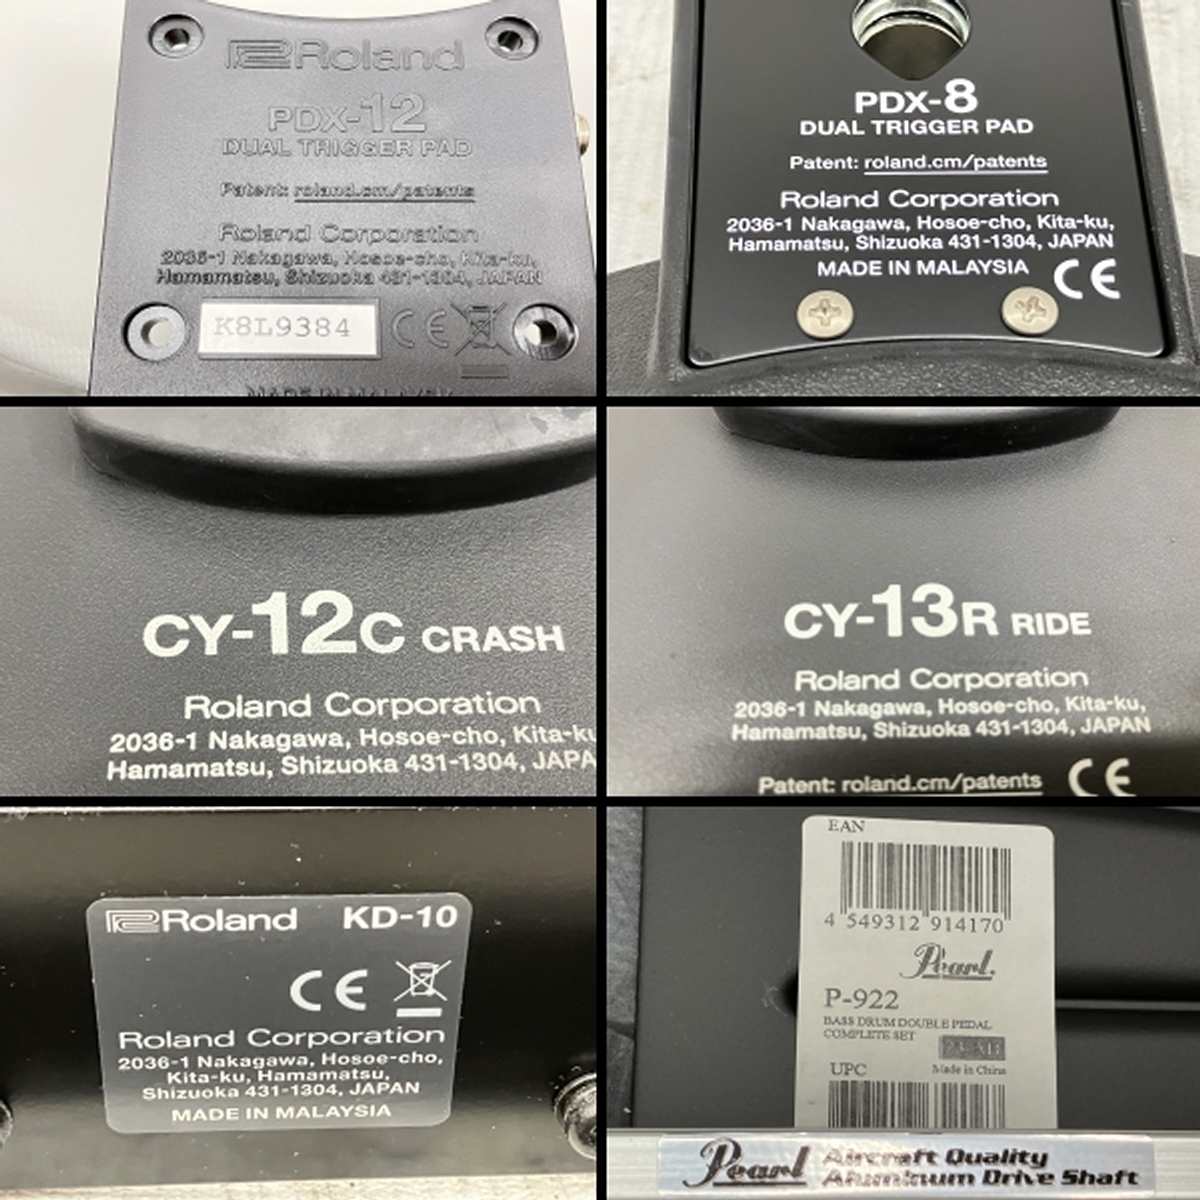 Roland
PDX-12
DUAL TRIGGER PAD
Patent: roland.cm/patents
Roland Corporation
2036-1 Nakagawa, Hosoe-cho, Kita-ku,
Hamamatsu, Shizuoka 431-1304, JAPAN
K8L9384 CE
MADE IN MALAYSIA
PDX-8
DUAL TRIGGER PAD
Patent: roland.cm/patents
Roland Corporation
2036-1 Nakagawa, Hosoe-cho, Kita-ku,
Hamamatsu, Shizuoka 431-1304, JAPAN
MADE IN MALAYSIA CE
CY-12C CRASH
Roland Corporation
2036-1 Nakagawa, Hosoe-cho, Kita-ku
Hamamatsu, Shizuoka 431-1304, JAPA
CY-13R RIDE
Roland Corporation
2036-1 Nakagawa, Hosoe-cho, Kita-ku,
Hamamatsu, Shizuoka 431-1304, JAPAN
Patent: roland.cm/patents CE
Roland KD-10
CE
Roland Corporation
2036-1 Nakagawa, Hosoe-cho,
Kita-ku, Hamamatsu,
Shizuoka 431-1304, JAPAN
MADE IN MALAYSIA
EAN
4 549312 914170
Pearl.
P-922
BASS DRUM DOUBLE PEDAL
COMPLETE SET
UPC Made in China
Pearl Aircraft Quality
Aluminum Drive Shaft